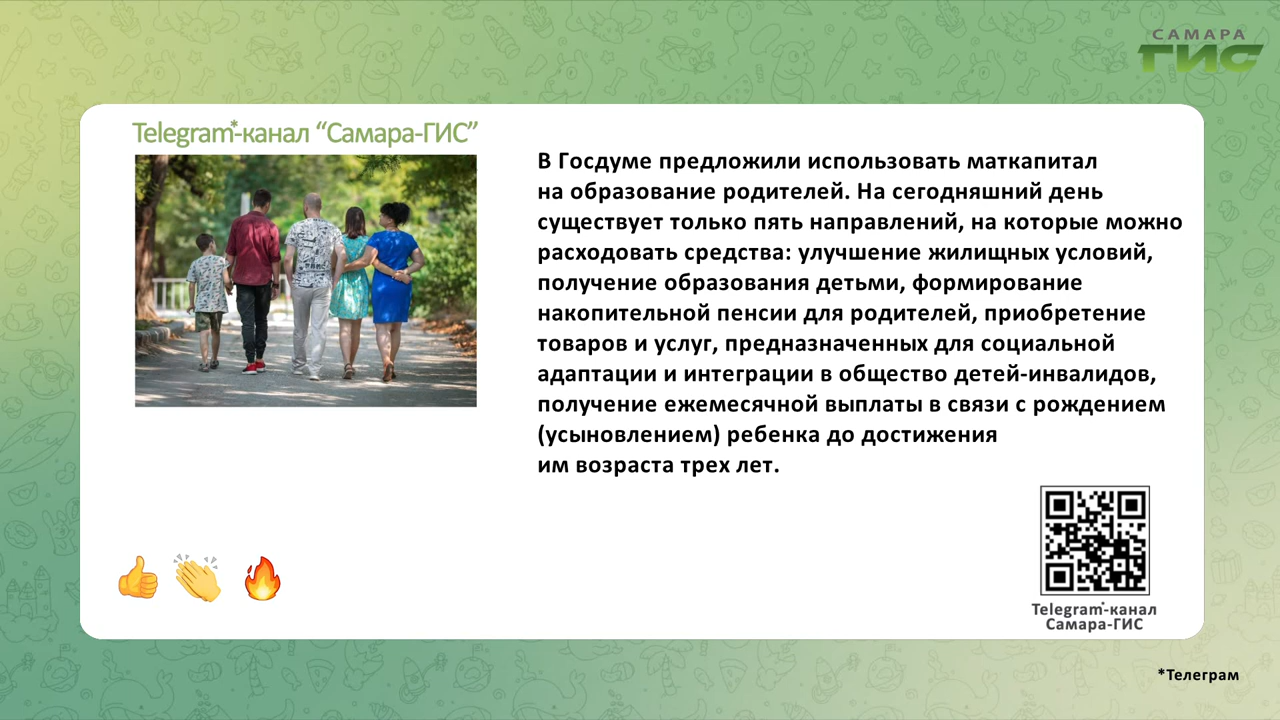 САМАРА
ГИС
Telegram*-канал “Самара-ГИС”
В Госдуме предложили использовать маткапитал
на образование родителей. На сегодняшний день
существует только пять направлений, на которые можно
расходовать средства: улучшение жилищных условий,
получение образования детьми, формирование
накопительной пенсии для родителей, приобретение
товаров и услуг, предназначенных для социальной
адаптации и интеграции в общество детей-инвалидов,
получение ежемесячной выплаты в связи с рождением
(усыновлением) ребенка до достижения
им возраста трех лет.
Telegram*-канал
Самара-ГИС
*Телеграм